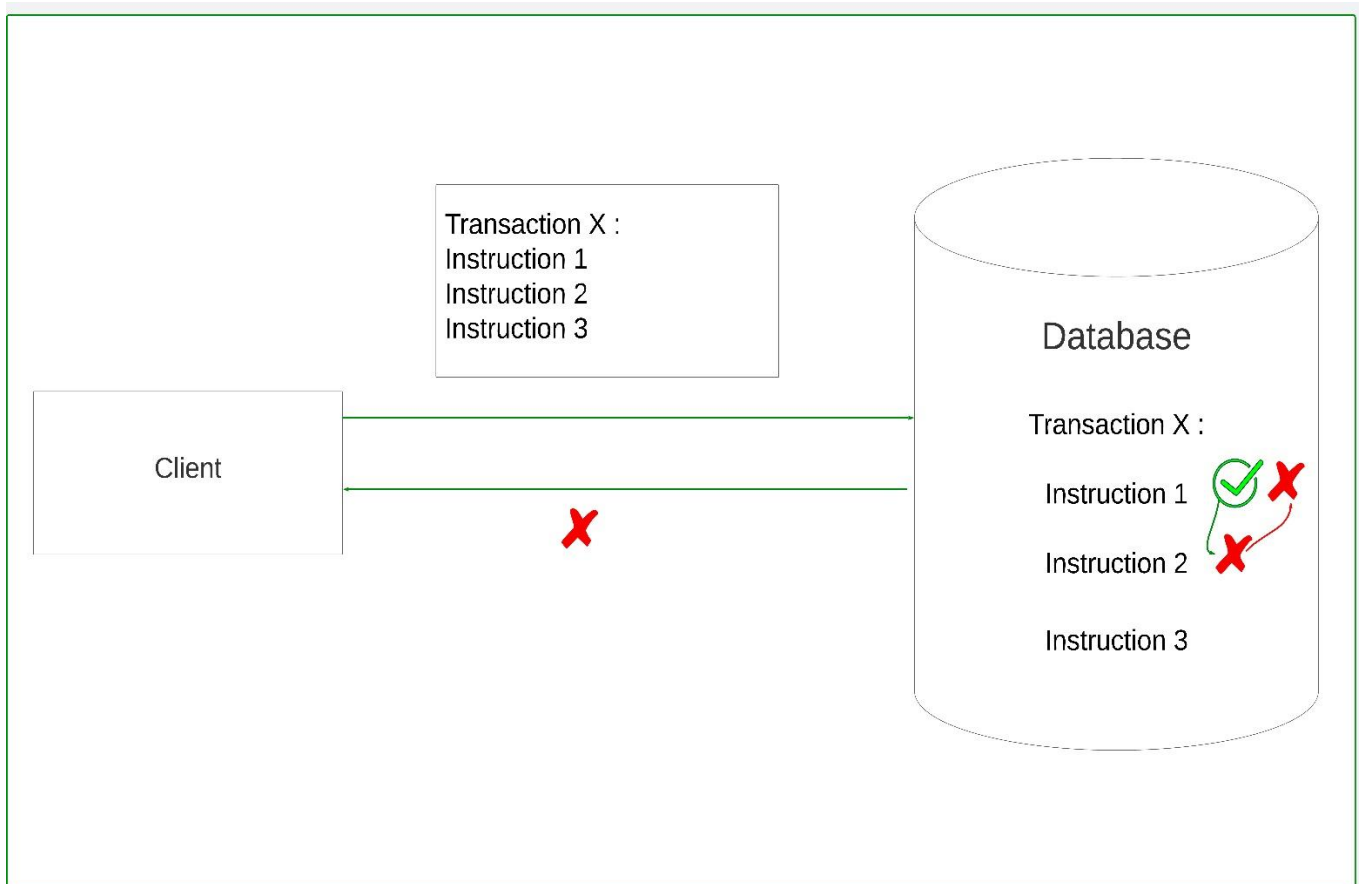 Transaction X :
Instruction 1
Instruction 2
Instruction 3
Client
Database
Transaction X :
Instruction 1
Instruction 2
Instruction 3